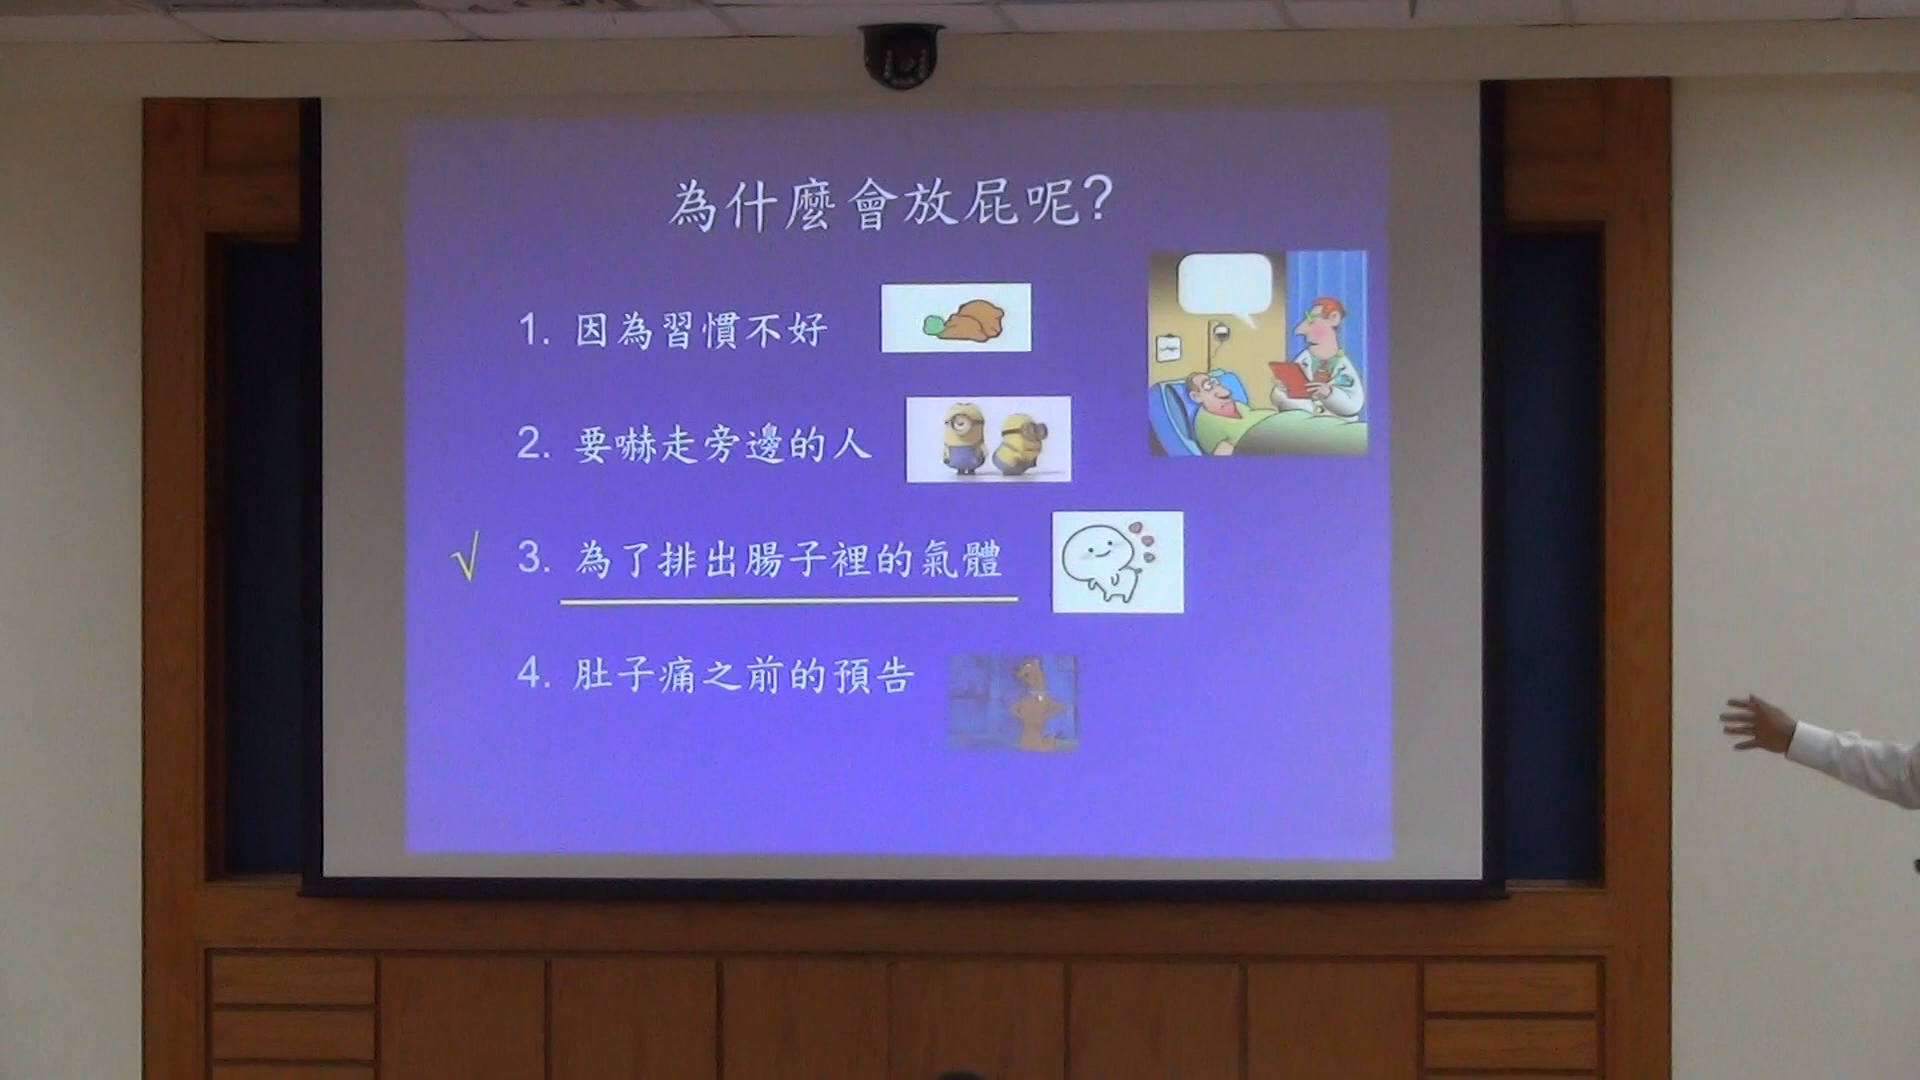 為什麼會放屁呢?
1. 因為習慣不好
2. 要嚇走旁邊的人
√ 3. 為了排出腸子裡的氣體
4. 肚子痛之前的預告